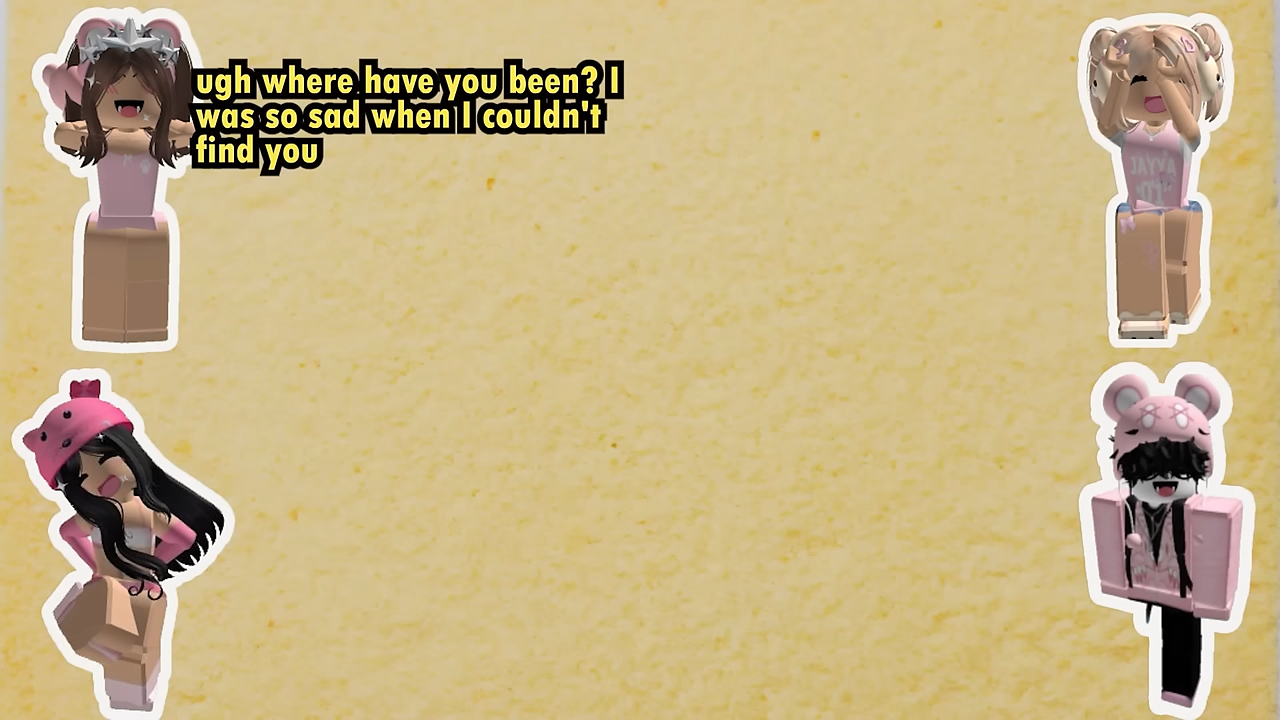 ugh where have you been? I
was so sad when I couldn't
find you